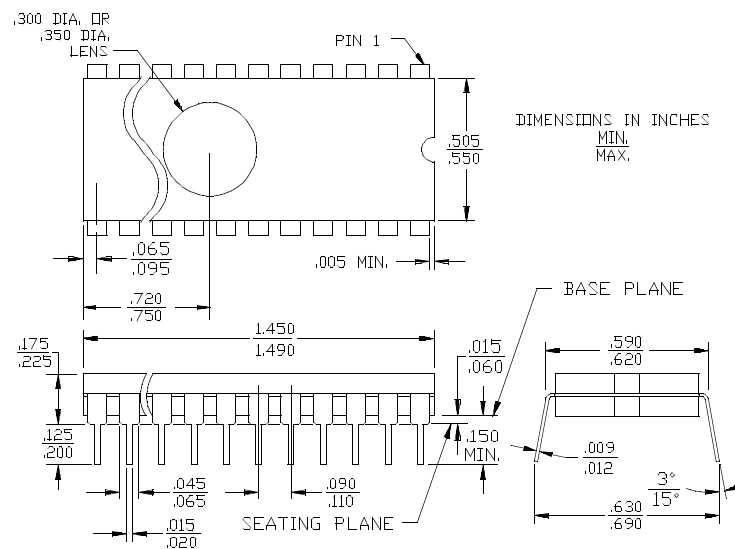 .300 DIA. OR
.350 DIA.
LENS
PIN 1
DIMENSIONS IN INCHES
MIN.
MAX.
.505
.550
.065
.095
.005 MIN.
.720
.750
BASE PLANE
1.450
1.490
.175
.225
.015
.060
.590
.620
.125
.200
.150
MIN.
.009
.012
.045
.065
.090
.110
3°
15°
.015
.020
SEATING PLANE
.630
.690